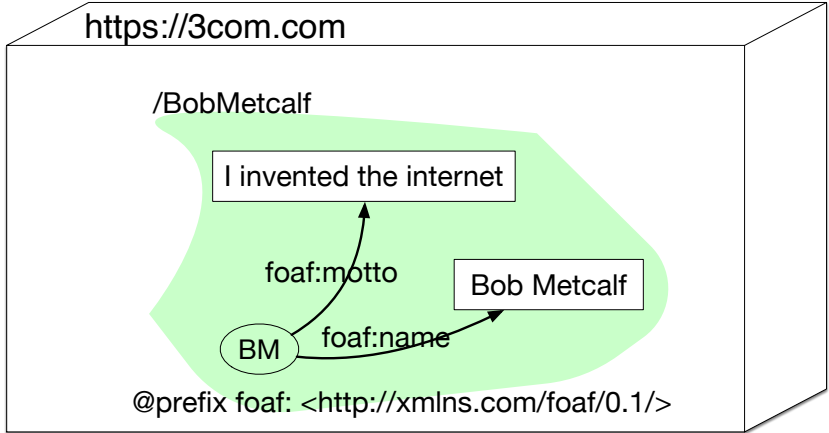 https://3com.com
/BobMetcalf
I invented the internet
foaf:motto
Bob Metcalf
foaf:name
BM
@prefix foaf: <http://xmlns.com/foaf/0.1/>